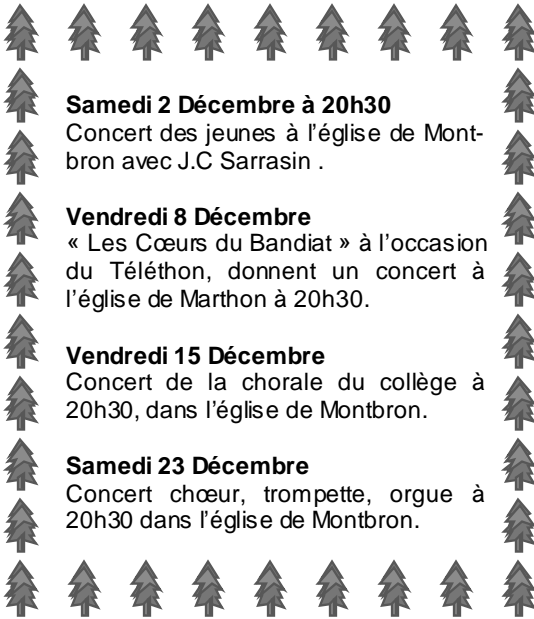 Samedi 2 Décembre à 20h30
Concert des jeunes à l'église de Mont-
bron avec J.C Sarrasin .
Vendredi 8 Décembre
« Les Cœurs du Bandiat » à l'occasion
du Téléthon, donnent un concert à
l'église de Marthon à 20h30.
Vendredi 15 Décembre
Concert de la chorale du collège à
20h30, dans l'église de Montbron.
Samedi 23 Décembre
Concert chœur, trompette, orgue à
20h30 dans l'église de Montbron.